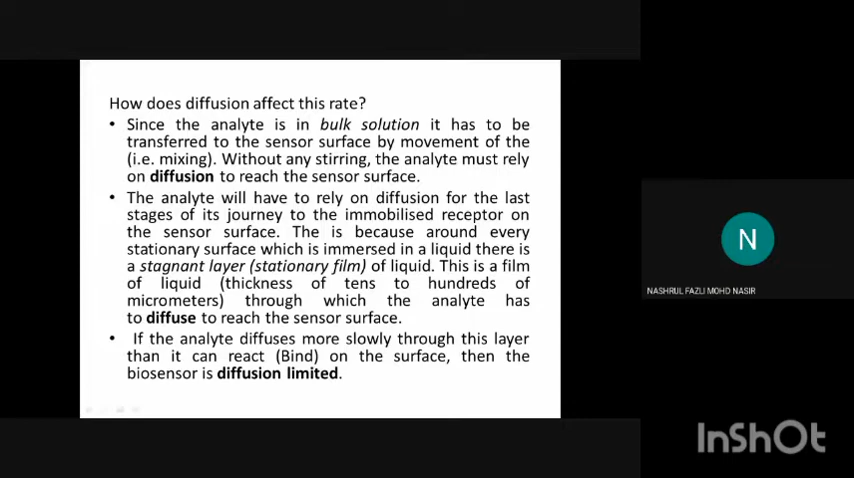 How does diffusion affect this rate?
• Since the analyte is in bulk solution it has to be
transferred to the sensor surface by movement of the
(i.e. mixing). Without any stirring, the analyte must rely
on diffusion to reach the sensor surface.
• The analyte will have to rely on diffusion for the last
stages of its journey to the immobilised receptor on
the sensor surface. The is because around every
stationary surface which is immersed in a liquid there is
a stagnant layer (stationary film) of liquid. This is a film
of liquid (thickness of tens to hundreds of
micrometers) through which the analyte has
to diffuse to reach the sensor surface.
• If the analyte diffuses more slowly through this layer
than it can react (Bind) on the surface, then the
biosensor is diffusion limited.
N
NASHRUL FAZLI MOHD NASIR
InShOt